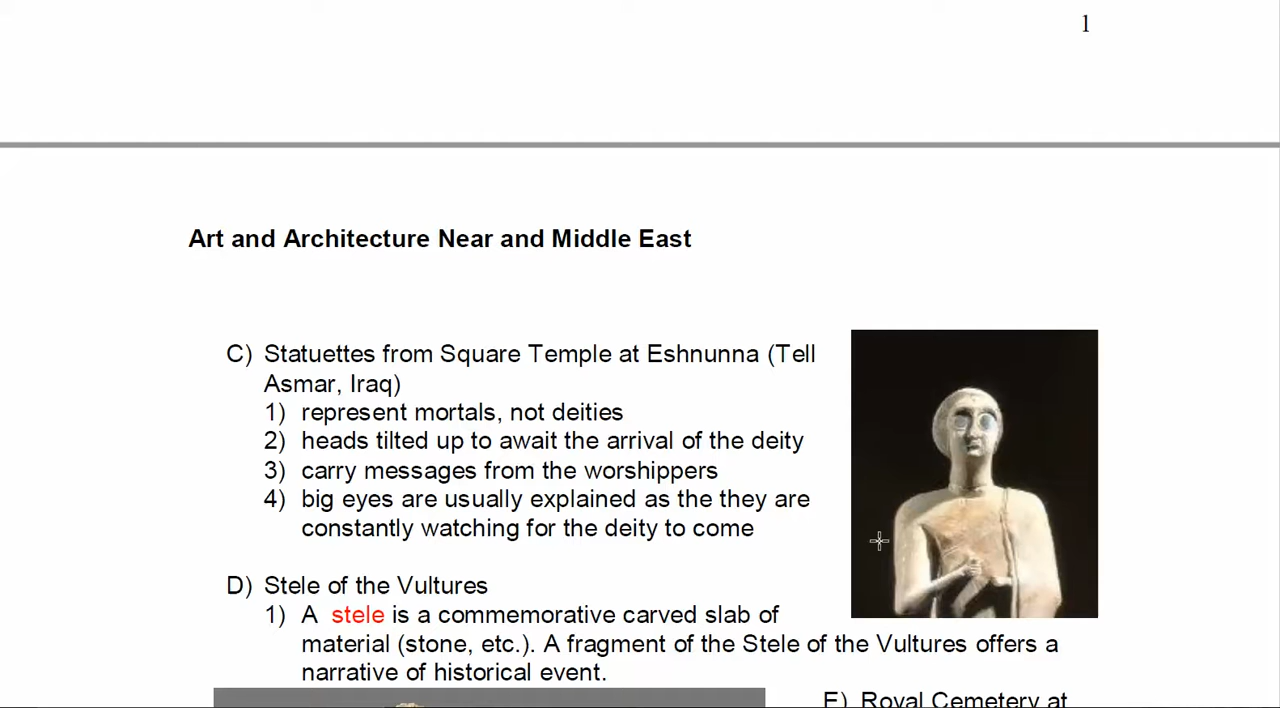 1
Art and Architecture Near and Middle East
C) Statuettes from Square Temple at Eshnunna (Tell
Asmar, Iraq)
1) represent mortals, not deities
2) heads tilted up to await the arrival of the deity
3) carry messages from the worshippers
4) big eyes are usually explained as the they are
constantly watching for the deity to come
D) Stele of the Vultures
1) A stele is a commemorative carved slab of
material (stone, etc.). A fragment of the Stele of the Vultures offers a
narrative of historical event.
E) Royal Cemetery at